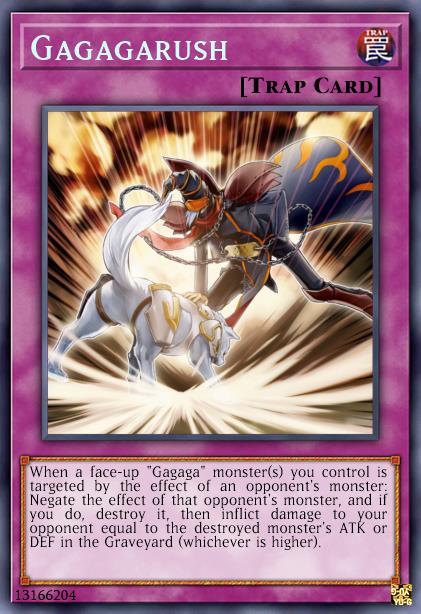 GAGAGARUSH
TRAP
罠
[TRAP CARD]
When a face-up "Gagaga" monster(s) you control is
targeted by the effect of an opponent's monster:
Negate the effect of that opponent's monster, and if
you do, destroy it, then inflict damage to your
opponent equal to the destroyed monster's ATK or
DEF in the Graveyard (whichever is higher).
13166204